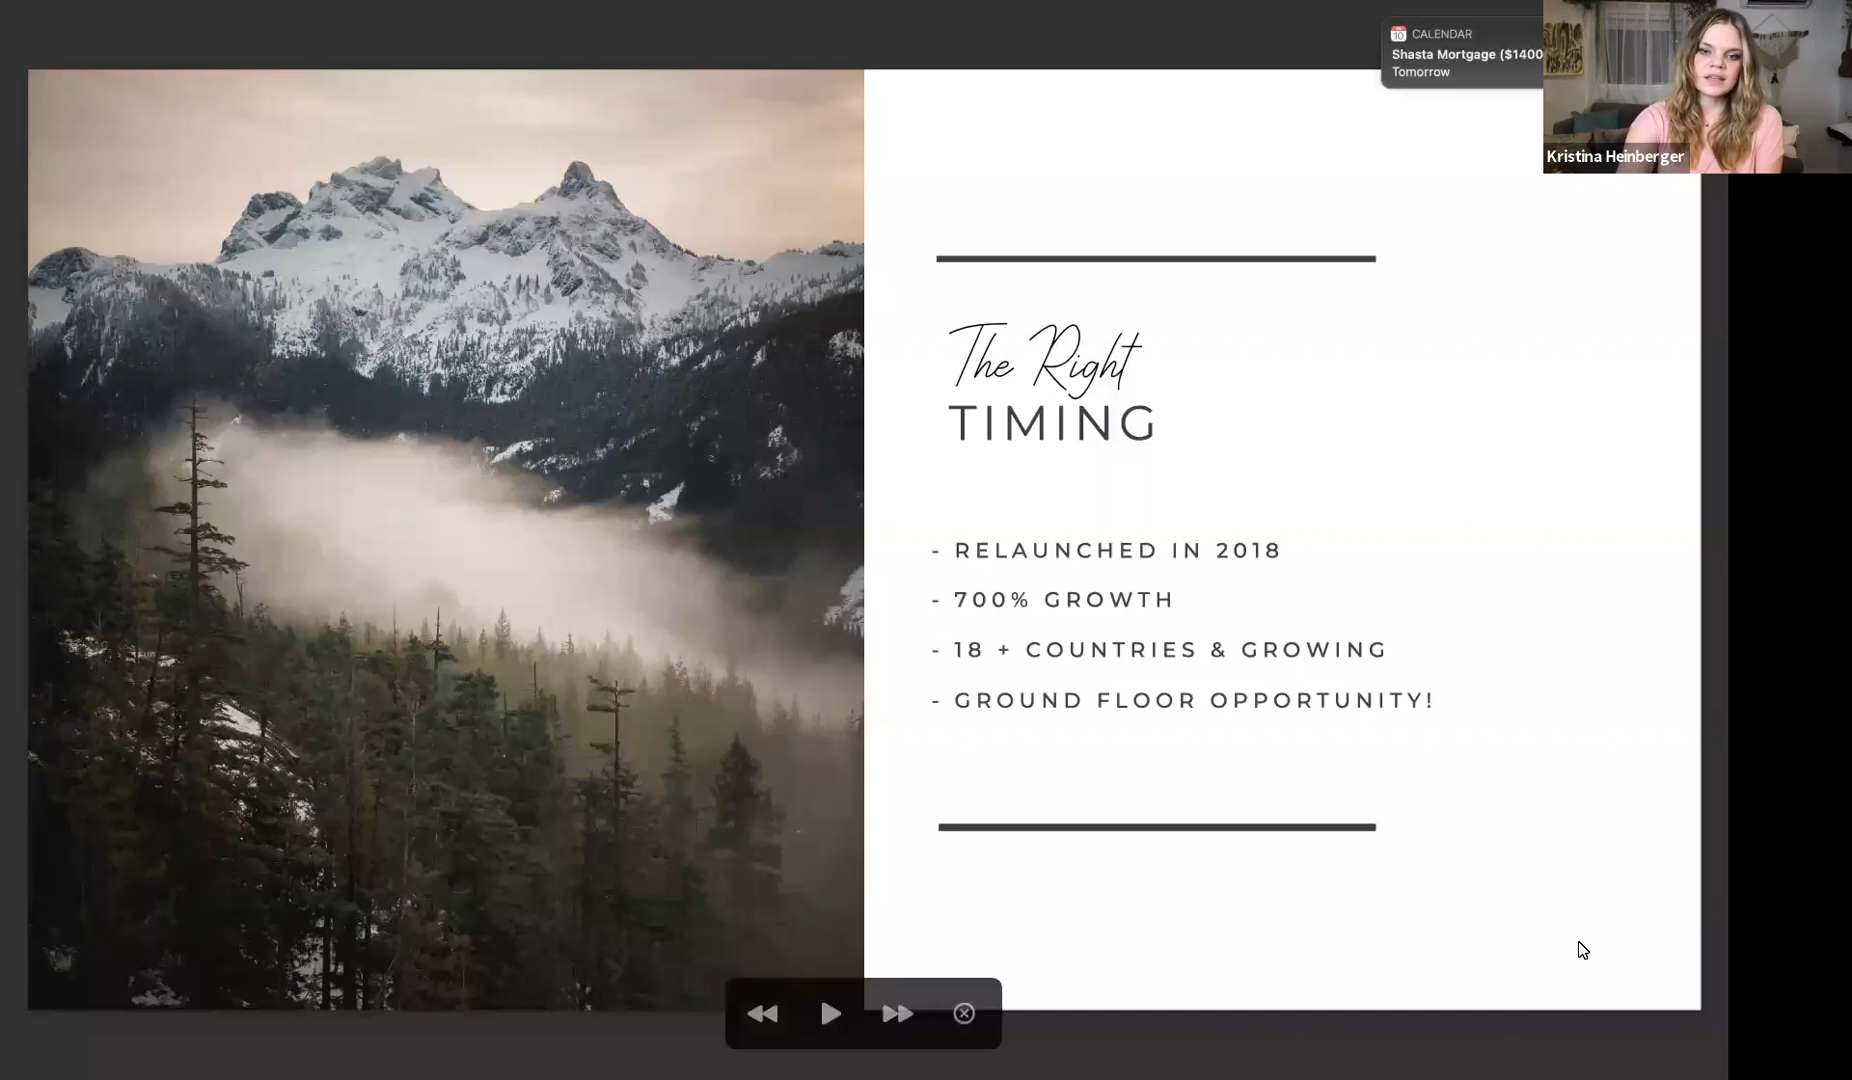 CALENDAR
Shasta Mortgage ($1400
Tomorrow
Kristina Heinberger
The Right
TIMING
- RELAUNCHED IN 2018
- 700% GROWTH
- 18 + COUNTRIES & GROWING
- GROUND FLOOR OPPORTUNITY!